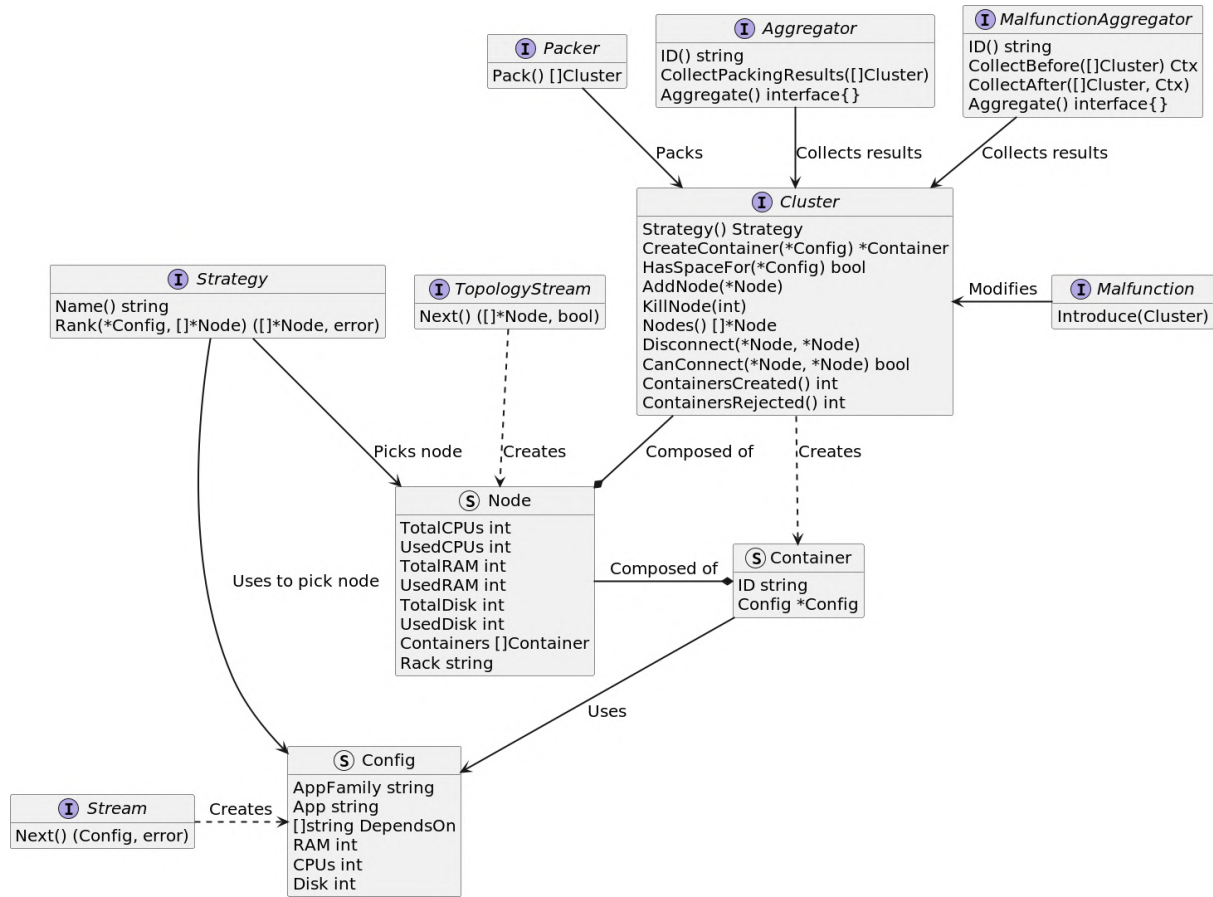 I Packer
Pack() []Cluster
I Aggregator
ID() string
CollectPackingResults([]Cluster)
Aggregate() interface{}
I MalfunctionAggregator
ID() string
CollectBefore([]Cluster) Ctx
CollectAfter([]Cluster, Ctx)
Aggregate() interface{}
Packs
Collects results
Collects results
I Cluster
Strategy() Strategy
CreateContainer(*Config) *Container
HasSpaceFor(*Config) bool
AddNode(*Node)
KillNode(int)
Nodes() []*Node
Disconnect(*Node, *Node)
CanConnect(*Node, *Node) bool
ContainersCreated() int
ContainersRejected() int
I Strategy
Name() string
Rank(*Config, []*Node) ([]*Node, error)
I TopologyStream
Next() ([]*Node, bool)
Modifies
I Malfunction
Introduce(Cluster)
Picks node
Creates
Composed of
Creates
S Node
TotalCPUs int
UsedCPUs int
TotalRAM int
UsedRAM int
TotalDisk int
UsedDisk int
Containers []Container
Rack string
Uses to pick node
Composed of
S Container
ID string
Config *Config
Uses
S Config
AppFamily string
App string
[]string DependsOn
RAM int
CPUs int
Disk int
I Stream
Next() (Config, error)
Creates